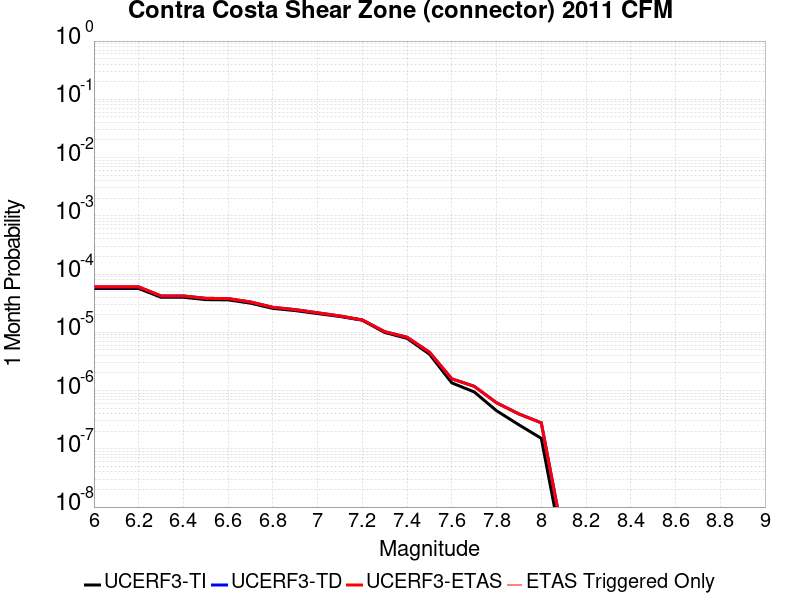 Contra Costa Shear Zone (connector) 2011 CFM
1 Month Probability
10^0
10^-1
10^-2
10^-3
10^-4
10^-5
10^-6
10^-7
10^-8
6 6.2 6.4 6.6 6.8 7 7.2 7.4 7.6 7.8 8 8.2 8.4 8.6 8.8 9
Magnitude
UCERF3-TI UCERF3-TD UCERF3-ETAS ETAS Triggered Only